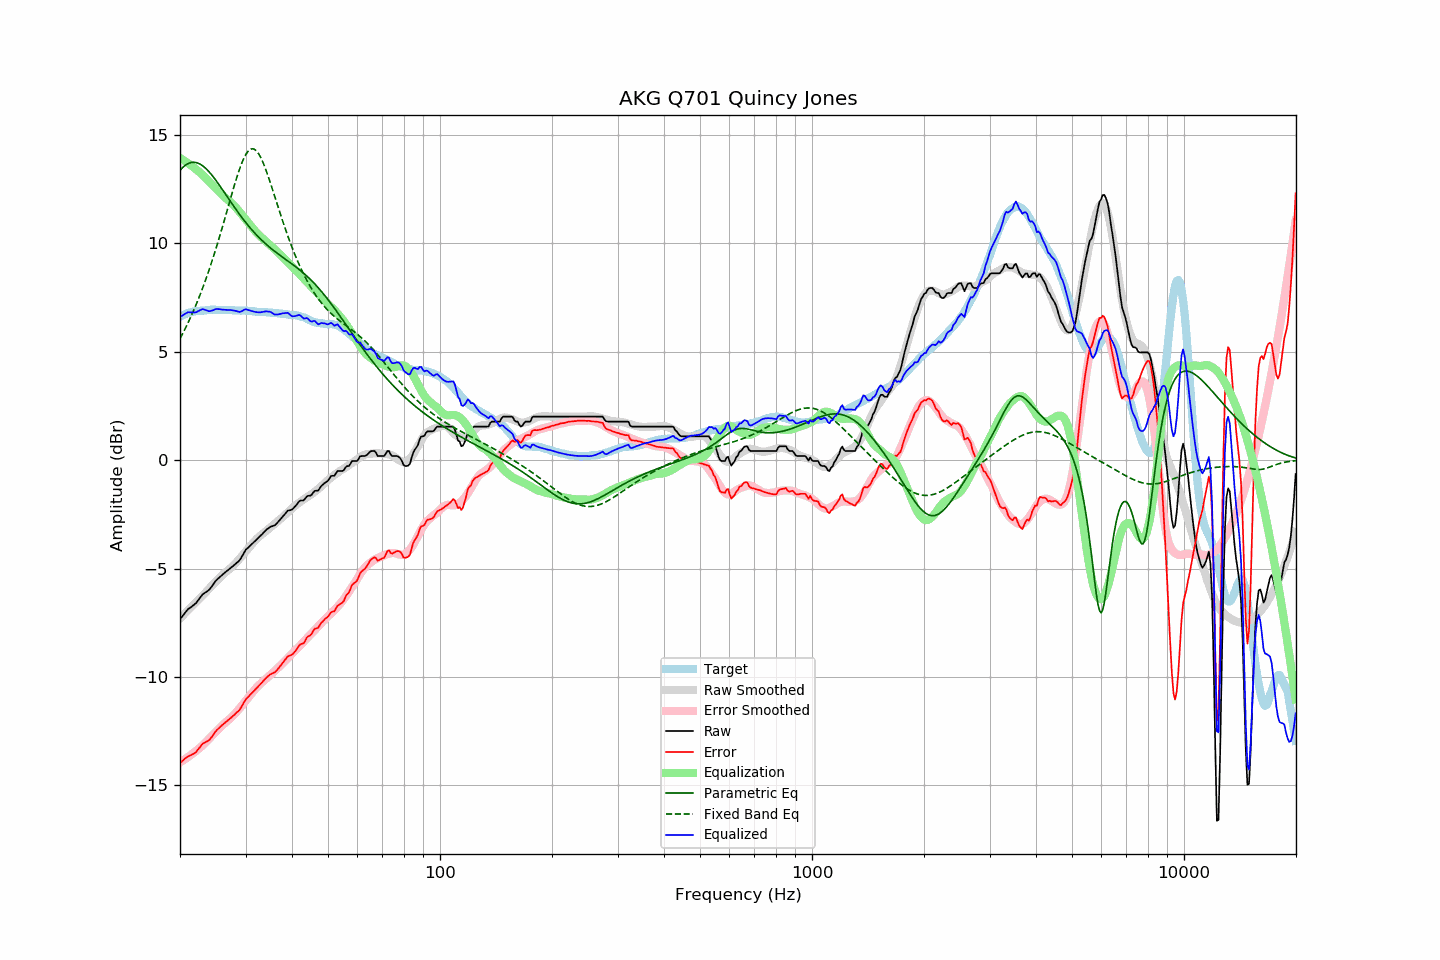 AKG Q701 Quincy Jones
Amplitude (dBr)
15
10
5
0
−5
−10
−15
Target
Raw Smoothed
Error Smoothed
Raw
Error
Equalization
Parametric Eq
Fixed Band Eq
Equalized
100
1000
10000
Frequency (Hz)